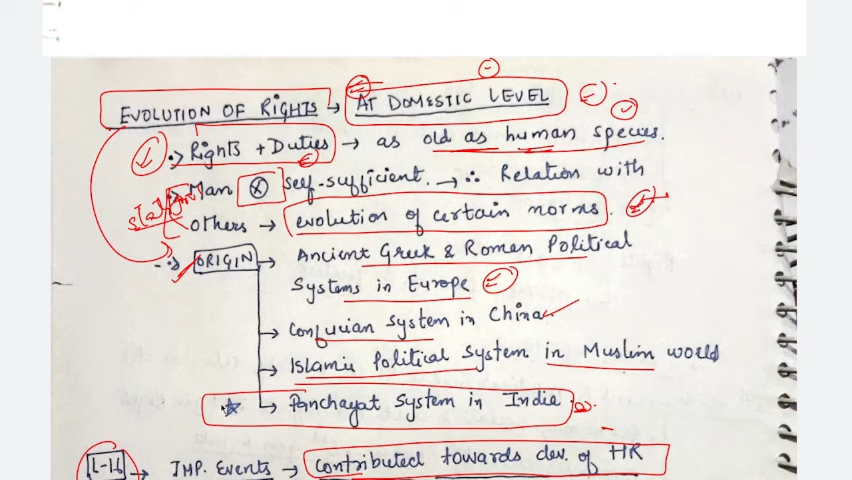 EVOLUTION OF RIGHTS → AT DOMESTIC LEVEL
Rights + Duties → as old as human species.
Man ⊗ self-sufficient. → ∴ Relation with
others → evolution of certain norms.
ORIGIN → Ancient Greek & Roman Political
Systems in Europe
→ Confucian System in China
→ Islamic Political System in Muslim world
→ Panchayat System in India
→ IMP. Events → contributed towards dev. of HR